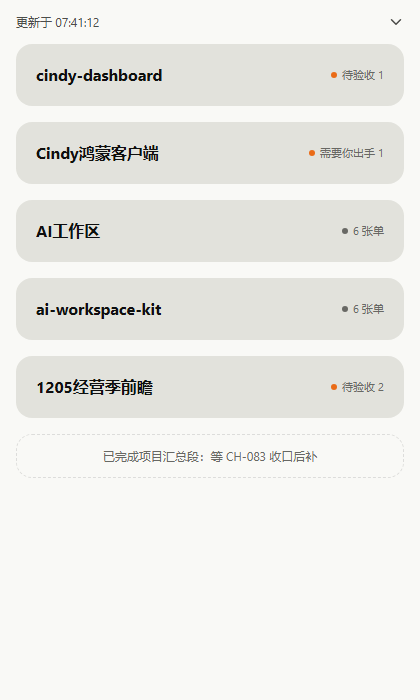 更新于 07:41:12
cindy-dashboard
待验收 1
Cindy鸿蒙客户端
需要你出手 1
AI工作区
6 张单
ai-workspace-kit
6 张单
1205经营季前瞻
待验收 2
已完成项目汇总段：等 CH-083 收口后补